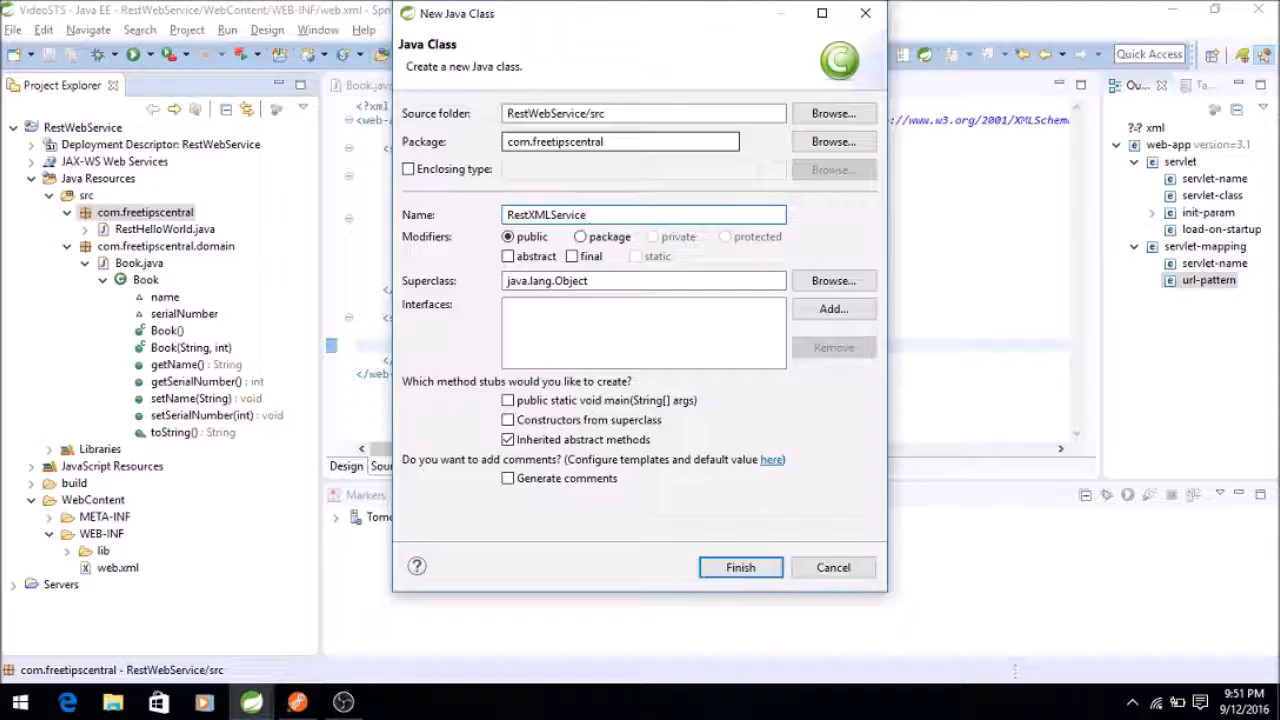 VideoSTS - Java EE - RestWebService/WebContent/WEB-INF/web.xml - Spr
File Edit Navigate Search Project Run Design Window Help
Quick Access
Project Explorer
RestWebService
Deployment Descriptor: RestWebService
JAX-WS Web Services
Java Resources
src
com.freetipscentral
RestHelloWorld.java
com.freetipscentral.domain
Book.java
Book
name
serialNumber
Book()
Book(String, int)
getName() : String
getSerialNumber() : int
setName(String) : void
setSerialNumber(int) : void
toString() : String
Libraries
JavaScript Resources
build
WebContent
META-INF
WEB-INF
lib
web.xml
Servers
Book.java
<?xml
<web-a
//www.w3.org/2001/XMLSchema
<s
<
<
<
</
<s
</
</web-
Design Sour
Markers
Tomc
New Java Class
Java Class
Create a new Java class.
Source folder: RestWebService/src Browse...
Package: com.freetipscentral Browse...
Enclosing type: Browse...
Name: RestXMLService
Modifiers: public package private protected
abstract final static
Superclass: java.lang.Object Browse...
Interfaces: Add...
Remove
Which method stubs would you like to create?
public static void main(String[] args)
Constructors from superclass
Inherited abstract methods
Do you want to add comments? (Configure templates and default value here)
Generate comments
? Finish Cancel
Ou... Ta...
?=? xml
web-app version=3.1
servlet
servlet-name
servlet-class
init-param
load-on-startup
servlet-mapping
servlet-name
url-pattern
com.freetipscentral - RestWebService/src
9:51 PM
9/12/2016